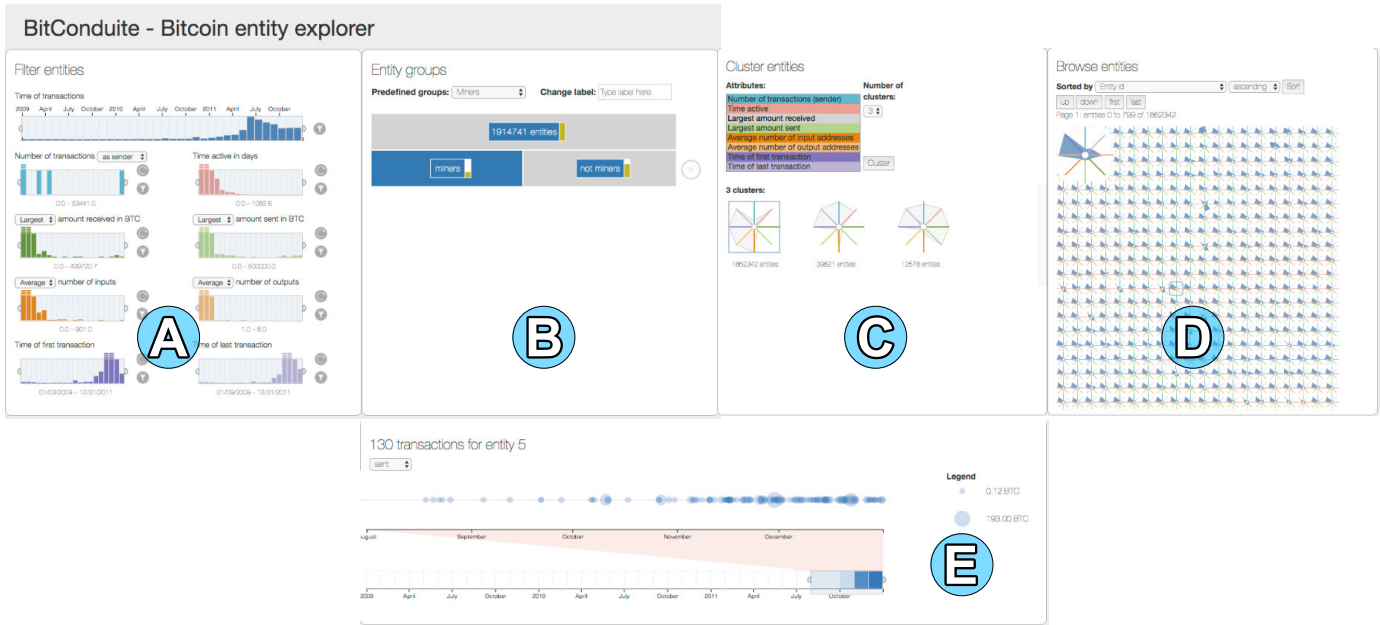 BitConduite - Bitcoin entity explorer
Filter entities
Time of transactions
2009 April July October 2010 April July October 2011 April July October
Number of transactions as sender
Time active in days
0.0 - 53441.0
0.0 - 1082.6
Largest amount received in BTC
Largest amount sent in BTC
0.0 - 499720.7
0.0 - 500000.0
Average number of inputs
Average number of outputs
0.0 - 901.0
1.0 - 6.0
Time of first transaction
Time of last transaction
01/03/2009 - 12/31/2011
01/09/2009 - 12/31/2011
A
Entity groups
Predefined groups: Miners Change label: Type label here.
1914741 entities
miners
not miners
B
Cluster entities
Attributes:
Number of clusters:
Number of transactions (sender)
Time active
Largest amount received
Largest amount sent
Average number of input addresses
Average number of output addresses
Time of first transaction
Time of last transaction
3
Cluster
3 clusters:
1862342 entities
39821 entities
12578 entities
C
Browse entities
Sorted by Entity id ascending Sort
up down first last
Page 1: entities 0 to 799 of 1862342
D
130 transactions for entity 5
sent
Legend
0.12 BTC
193.00 BTC
ugust September October November December
2009 April July October 2010 April July October 2011 April July October
E